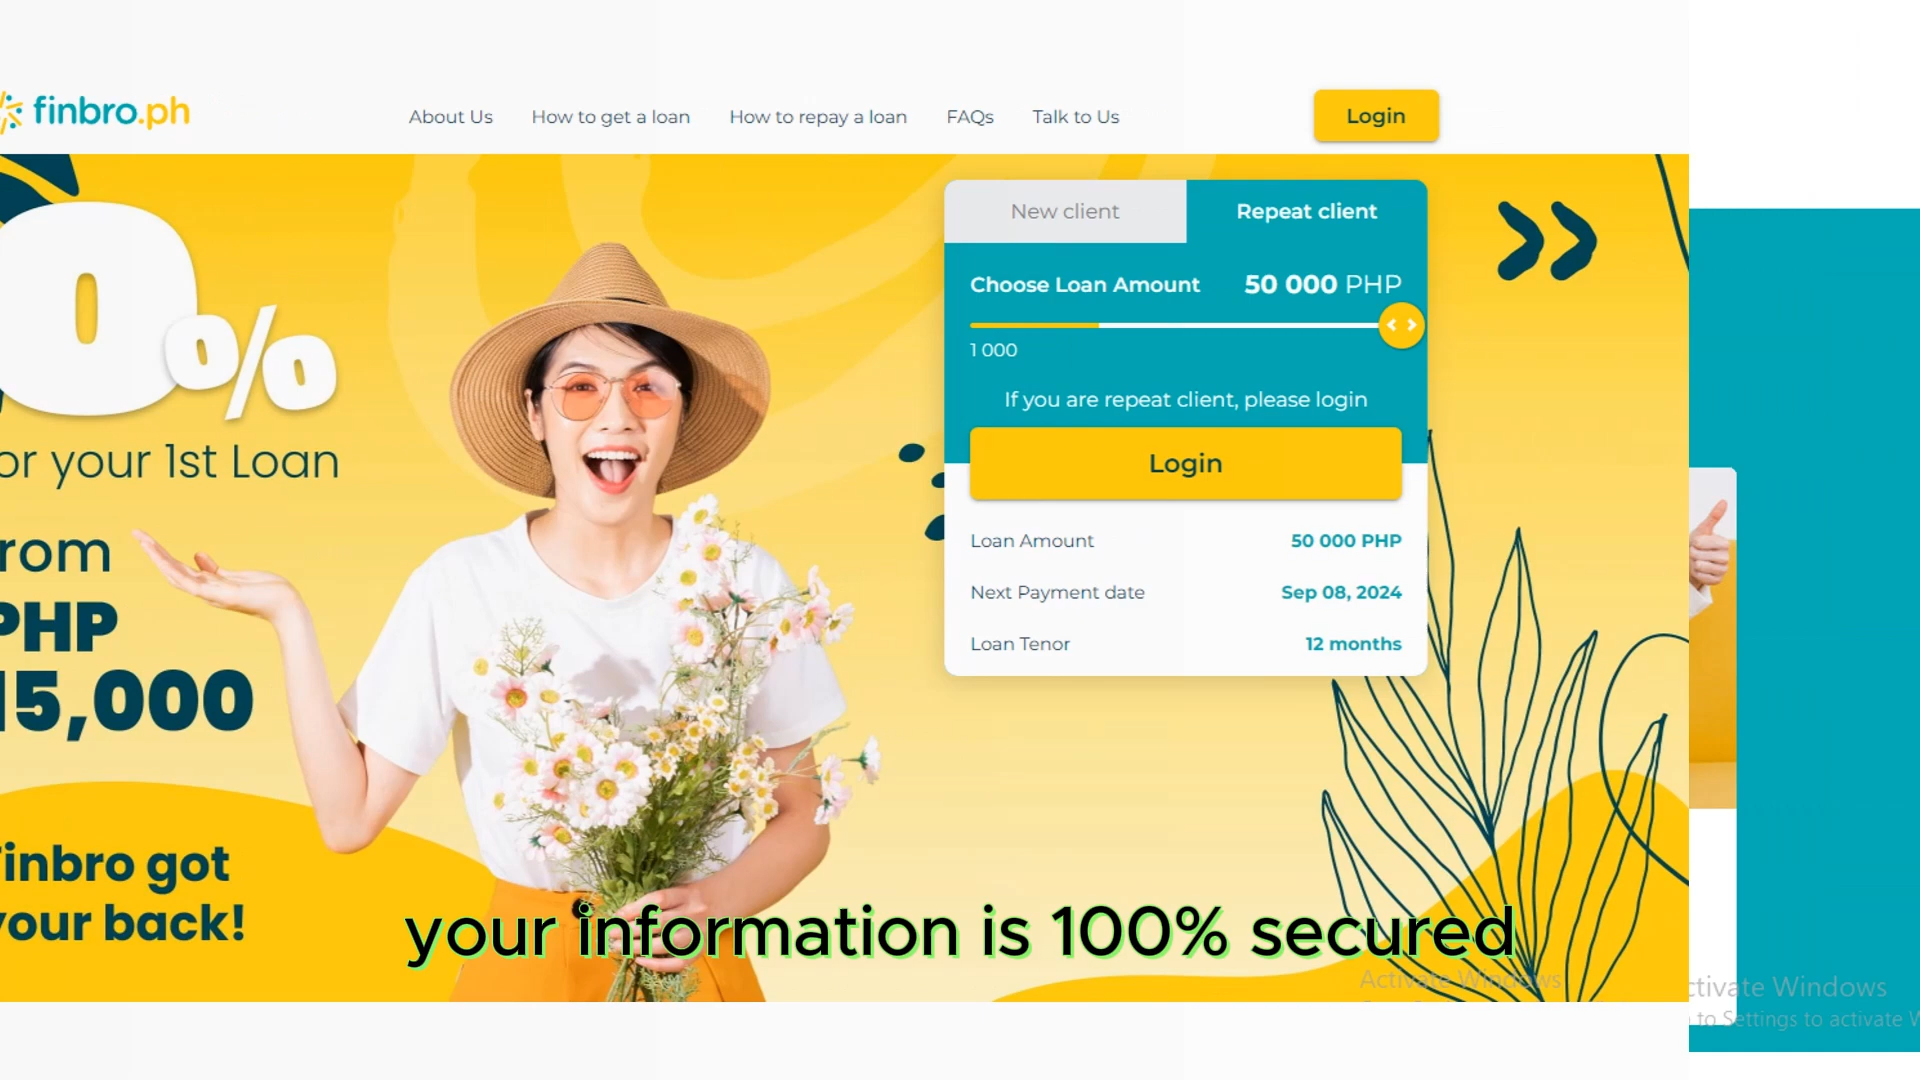 finbro.ph
About Us How to get a loan How to repay a loan FAQs Talk to Us Login
0%
or your 1st Loan
rom
PHP
15,000
finbro got
your back!
New client Repeat client
Choose Loan Amount 50 000 PHP
1 000
If you are repeat client, please login
Login
Loan Amount 50 000 PHP
Next Payment date Sep 08, 2024
Loan Tenor 12 months
your information is 100% secured
Activate Windows
ctivate Windows
to Settings to activate W